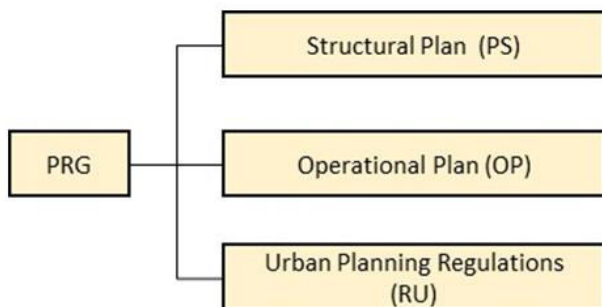 Structural Plan (PS)
PRG
Operational Plan (OP)
Urban Planning Regulations
(RU)